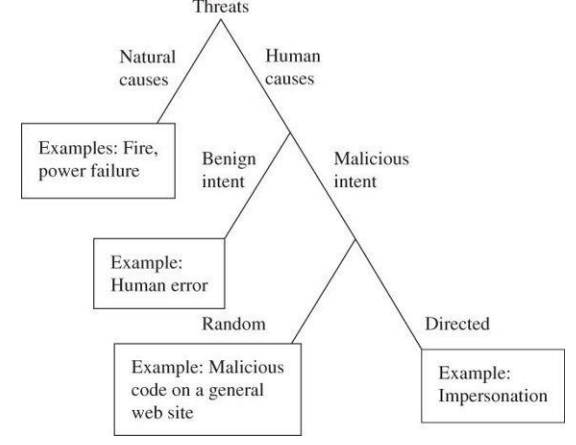 Threats
Natural
causes
Human
causes
Examples: Fire,
power failure
Benign
intent
Malicious
intent
Example:
Human error
Random
Directed
Example: Malicious
code on a general
web site
Example:
Impersonation